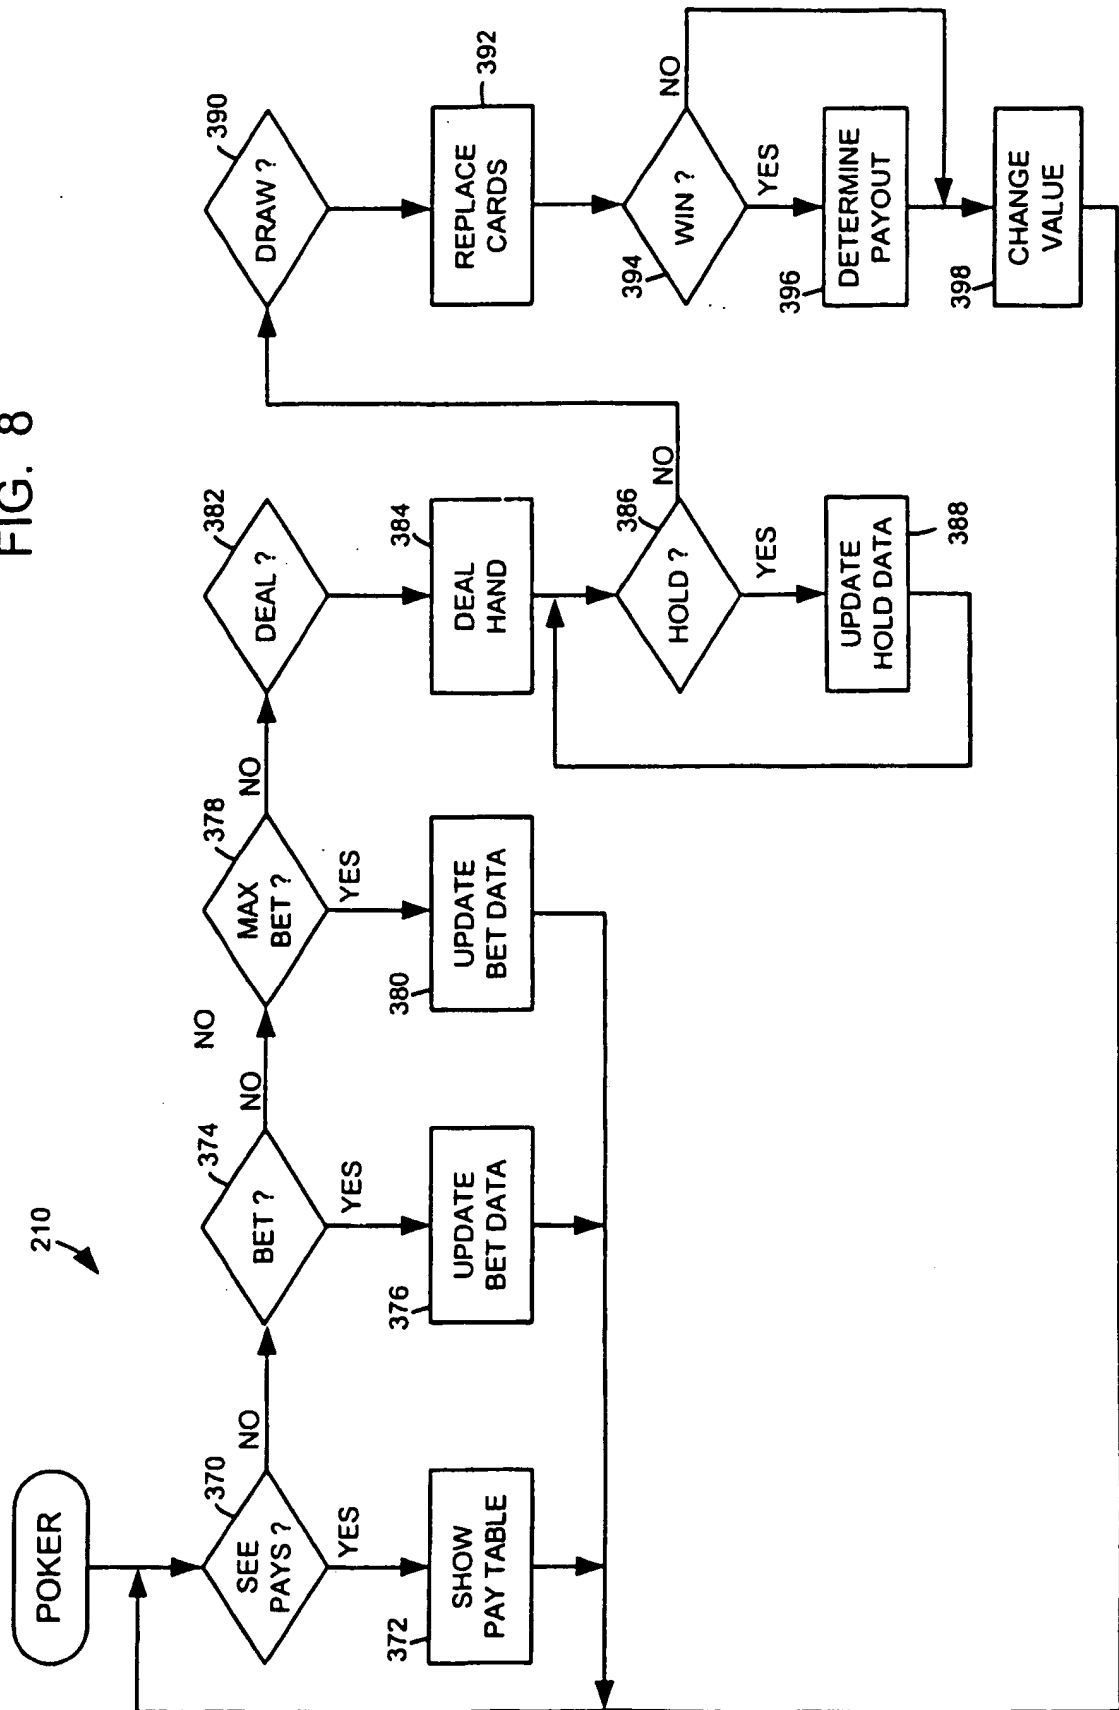 FIG. 8
210
POKER
370
SEE
PAYS ?
NO
YES
372
SHOW
PAY TABLE
374
BET ?
NO
NO
YES
376
UPDATE
BET DATA
378
MAX
BET ?
NO
YES
380
UPDATE
BET DATA
382
DEAL ?
384
DEAL
HAND
386
HOLD ?
NO
YES
388
UPDATE
HOLD DATA
390
DRAW ?
392
REPLACE
CARDS
394
WIN ?
NO
YES
396
DETERMINE
PAYOUT
398
CHANGE
VALUE